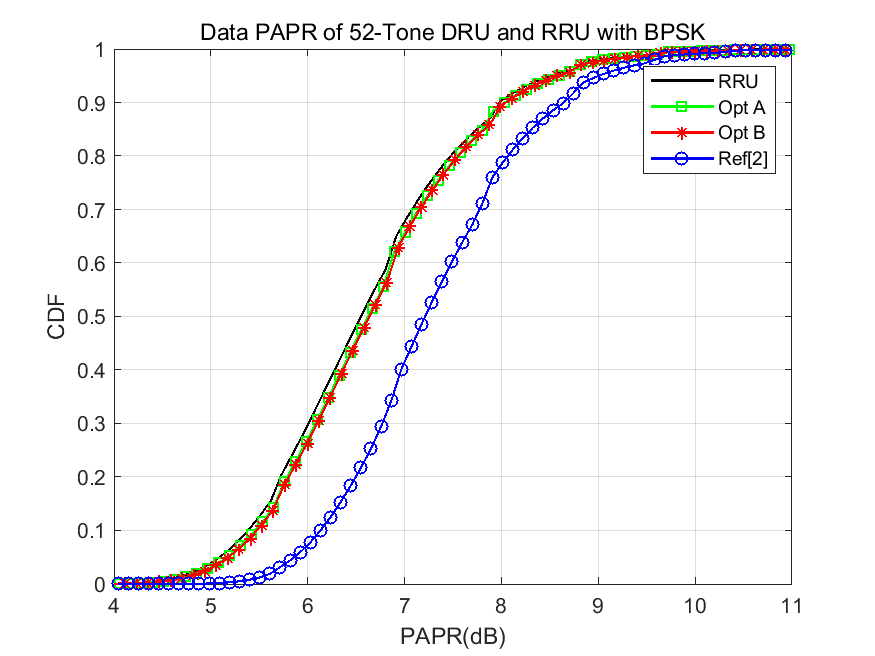 Data PAPR of 52-Tone DRU and RRU with BPSK
1
0.9
0.8
0.7
0.6
0.5
0.4
0.3
0.2
0.1
0
CDF
RRU
Opt A
Opt B
Ref[2]
4 5 6 7 8 9 10 11
PAPR(dB)